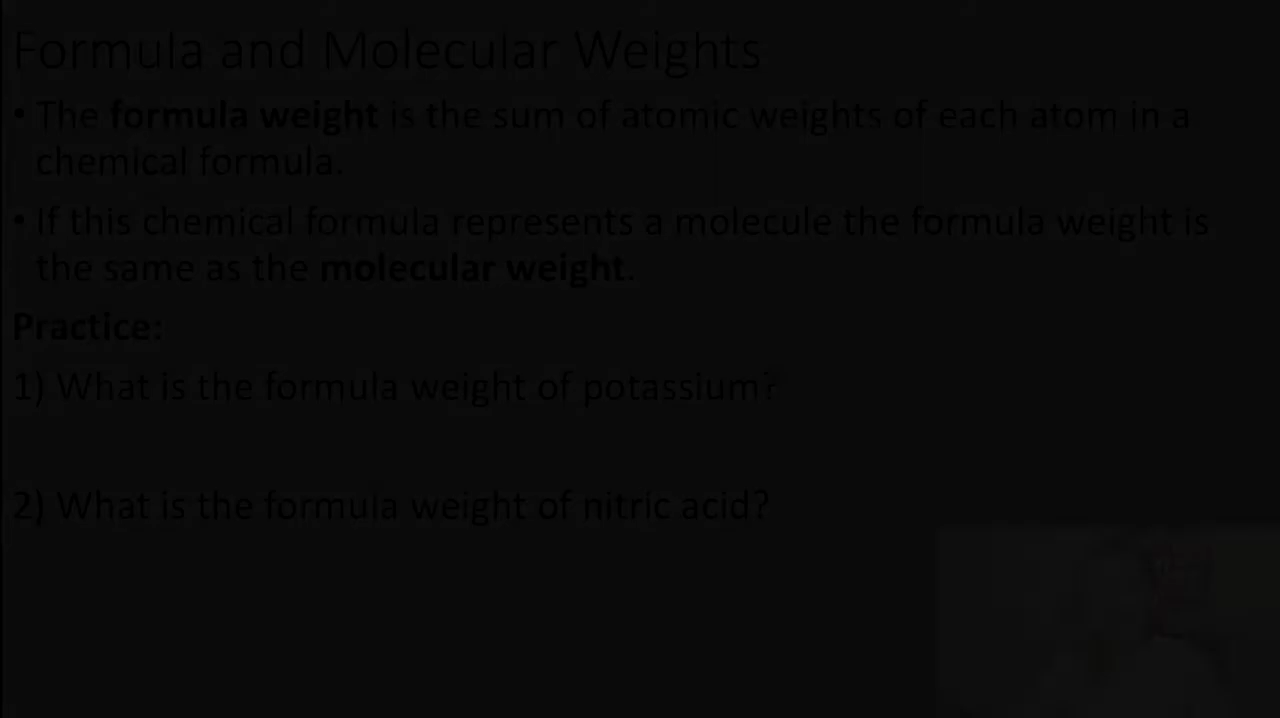 Formula and Molecular Weights
• The formula weight is the sum of atomic weights of each atom in a
chemical formula.
• If this chemical formula represents a molecule the formula weight is
the same as the molecular weight.
Practice:
1) What is the formula weight of potassium?
2) What is the formula weight of nitric acid?